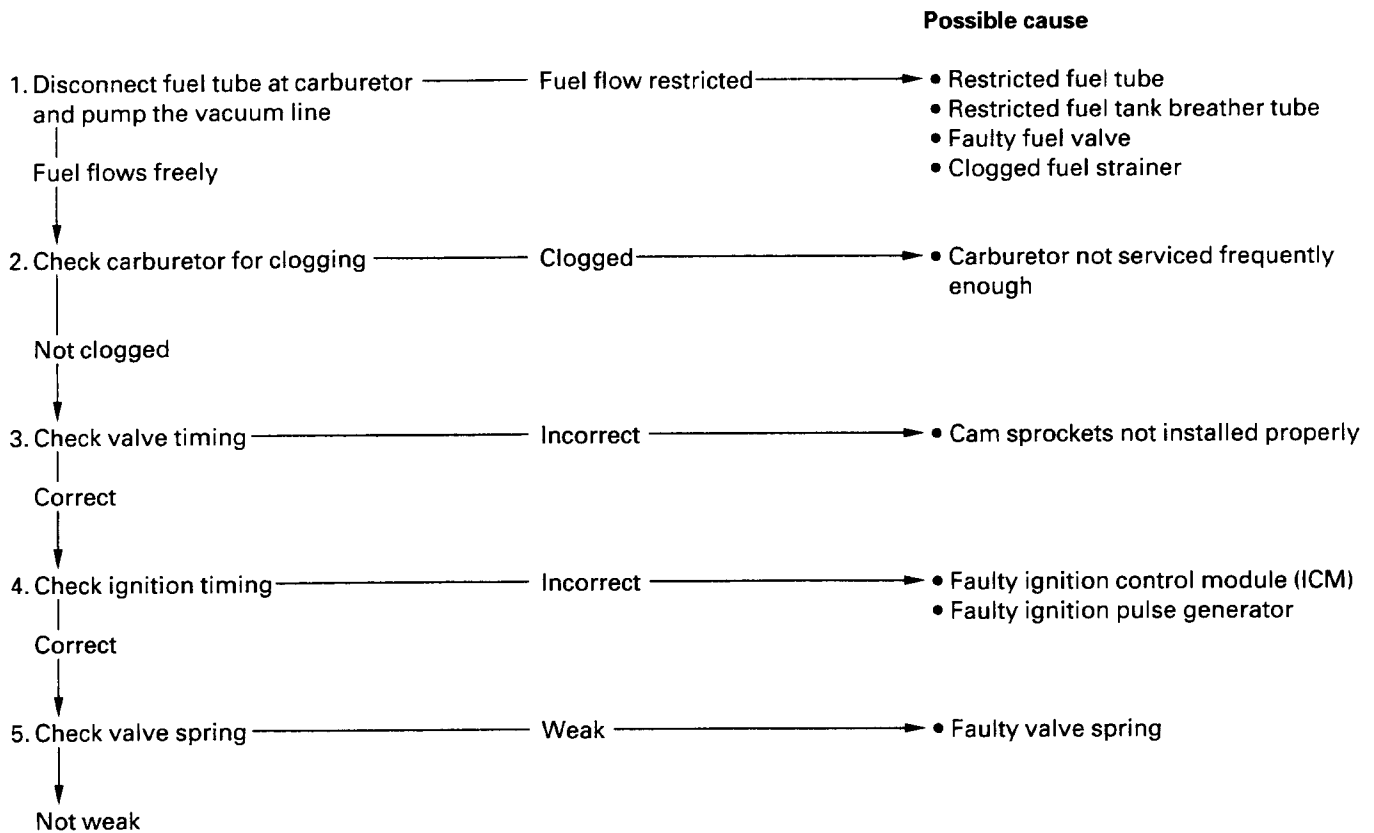 Possible cause
1. Disconnect fuel tube at carburetor Fuel flow restricted • Restricted fuel tube
and pump the vacuum line • Restricted fuel tank breather tube
• Faulty fuel valve
Fuel flows freely • Clogged fuel strainer
2. Check carburetor for clogging Clogged • Carburetor not serviced frequently
enough
Not clogged
3. Check valve timing Incorrect • Cam sprockets not installed properly
Correct
4. Check ignition timing Incorrect • Faulty ignition control module (ICM)
• Faulty ignition pulse generator
Correct
5. Check valve spring Weak • Faulty valve spring
Not weak